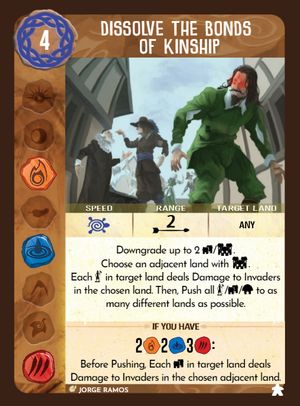 4
DISSOLVE THE BONDS
OF KINSHIP
SPEED RANGE TARGET LAND
2 ANY
Downgrade up to 2 / .
Choose an adjacent land with .
Each in target land deals Damage to Invaders
in the chosen land. Then, Push all / / to as
many different lands as possible.
IF YOU HAVE
2 2 3 :
Before Pushing, Each in target land deals
Damage to Invaders in the chosen adjacent land.
JORGE RAMOS